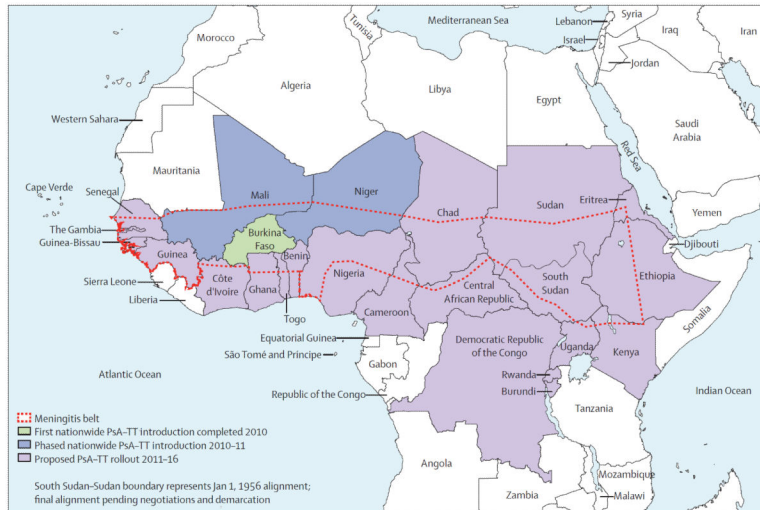 Mediterranean Sea
Lebanon
Syria
Tunisia
Israel
Iraq
Iran
Morocco
Jordan
Algeria
Libya
Egypt
Western Sahara
Saudi
Arabia
Red Sea
Mauritania
Cape Verde
Senegal
Mali
Niger
Chad
Sudan
Eritrea
Yemen
The Gambia
Guinea-Bissau
Burkina
Faso
Djibouti
Guinea
Benin
Nigeria
Sierra Leone
Côte
d'Ivoire
Ghana
Central
African Republic
South
Sudan
Ethiopia
Liberia
Togo
Cameroon
Somalia
Equatorial Guinea
São Tomé and Principe
Democratic Republic
of the Congo
Uganda
Kenya
Gabon
Atlantic Ocean
Rwanda
Burundi
Republic of the Congo
Indian Ocean
Tanzania
Meningitis belt
First nationwide PsA–TT introduction completed 2010
Phased nationwide PsA–TT introduction 2010–11
Proposed PsA–TT rollout 2011–16
Angola
Mozambique
Zambia
Malawi
South Sudan–Sudan boundary represents Jan 1, 1956 alignment;
final alignment pending negotiations and demarcation